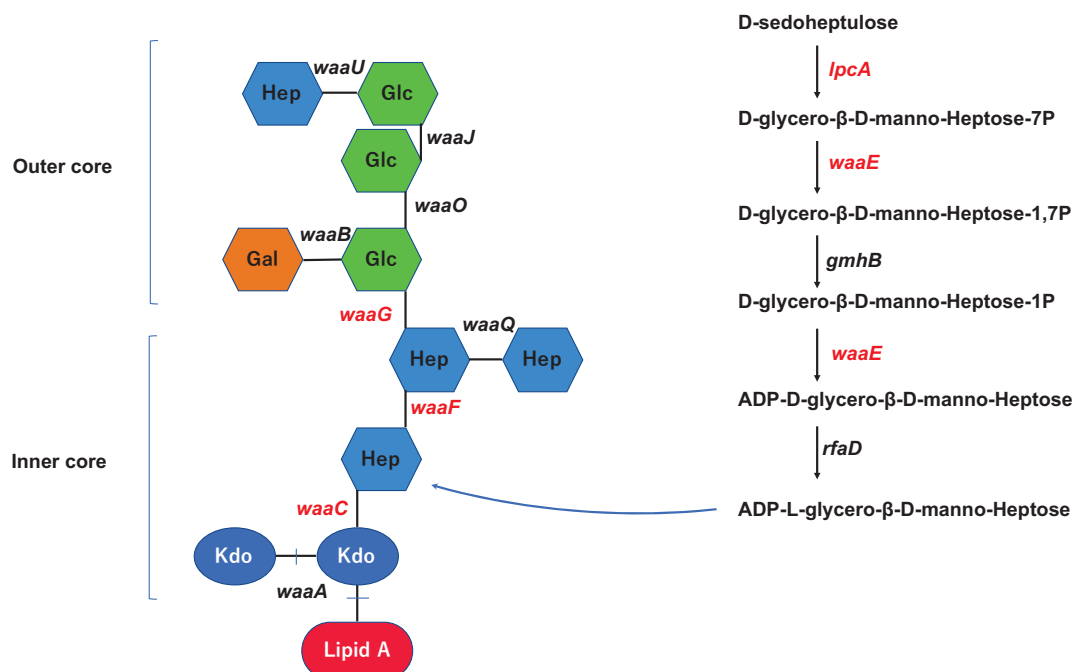 Outer core
Inner core
waaU
Hep
Glc
waaJ
Glc
waaO
waaB
Gal
Glc
waaG
waaQ
Hep
Hep
waaF
Hep
waaC
Kdo
Kdo
waaA
Lipid A
D-sedoheptulose
lpcA
D-glycero-β-D-manno-Heptose-7P
waaE
D-glycero-β-D-manno-Heptose-1,7P
gmhB
D-glycero-β-D-manno-Heptose-1P
waaE
ADP-D-glycero-β-D-manno-Heptose
rfaD
ADP-L-glycero-β-D-manno-Heptose